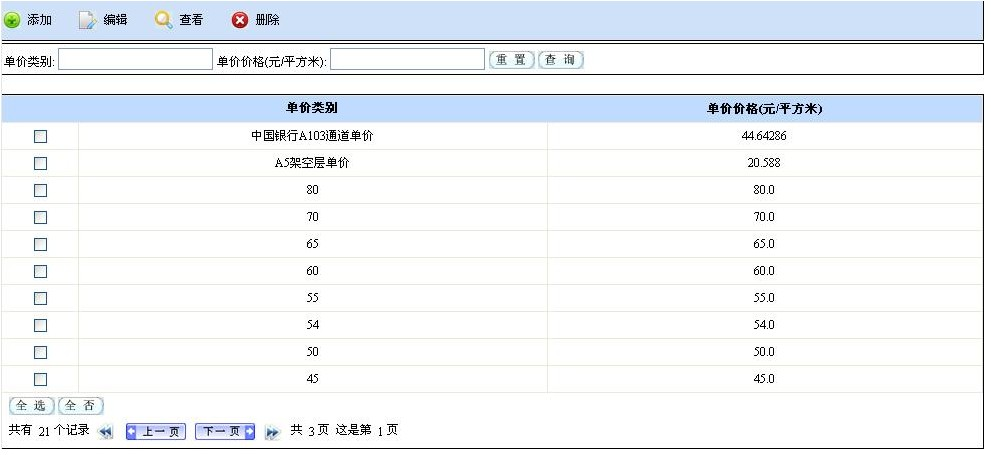 添加 编辑 查看 删除
单价类别: 单价价格(元/平方米): 重 置 查 询
单价类别 单价价格(元/平方米)
中国银行A103通道单价 44.64286
A5架空层单价 20.588
80 80.0
70 70.0
65 65.0
60 60.0
55 55.0
54 54.0
50 50.0
45 45.0
全 选 全 否
共有 21 个记录 上一页 下一页 共 3 页 这是第 1 页